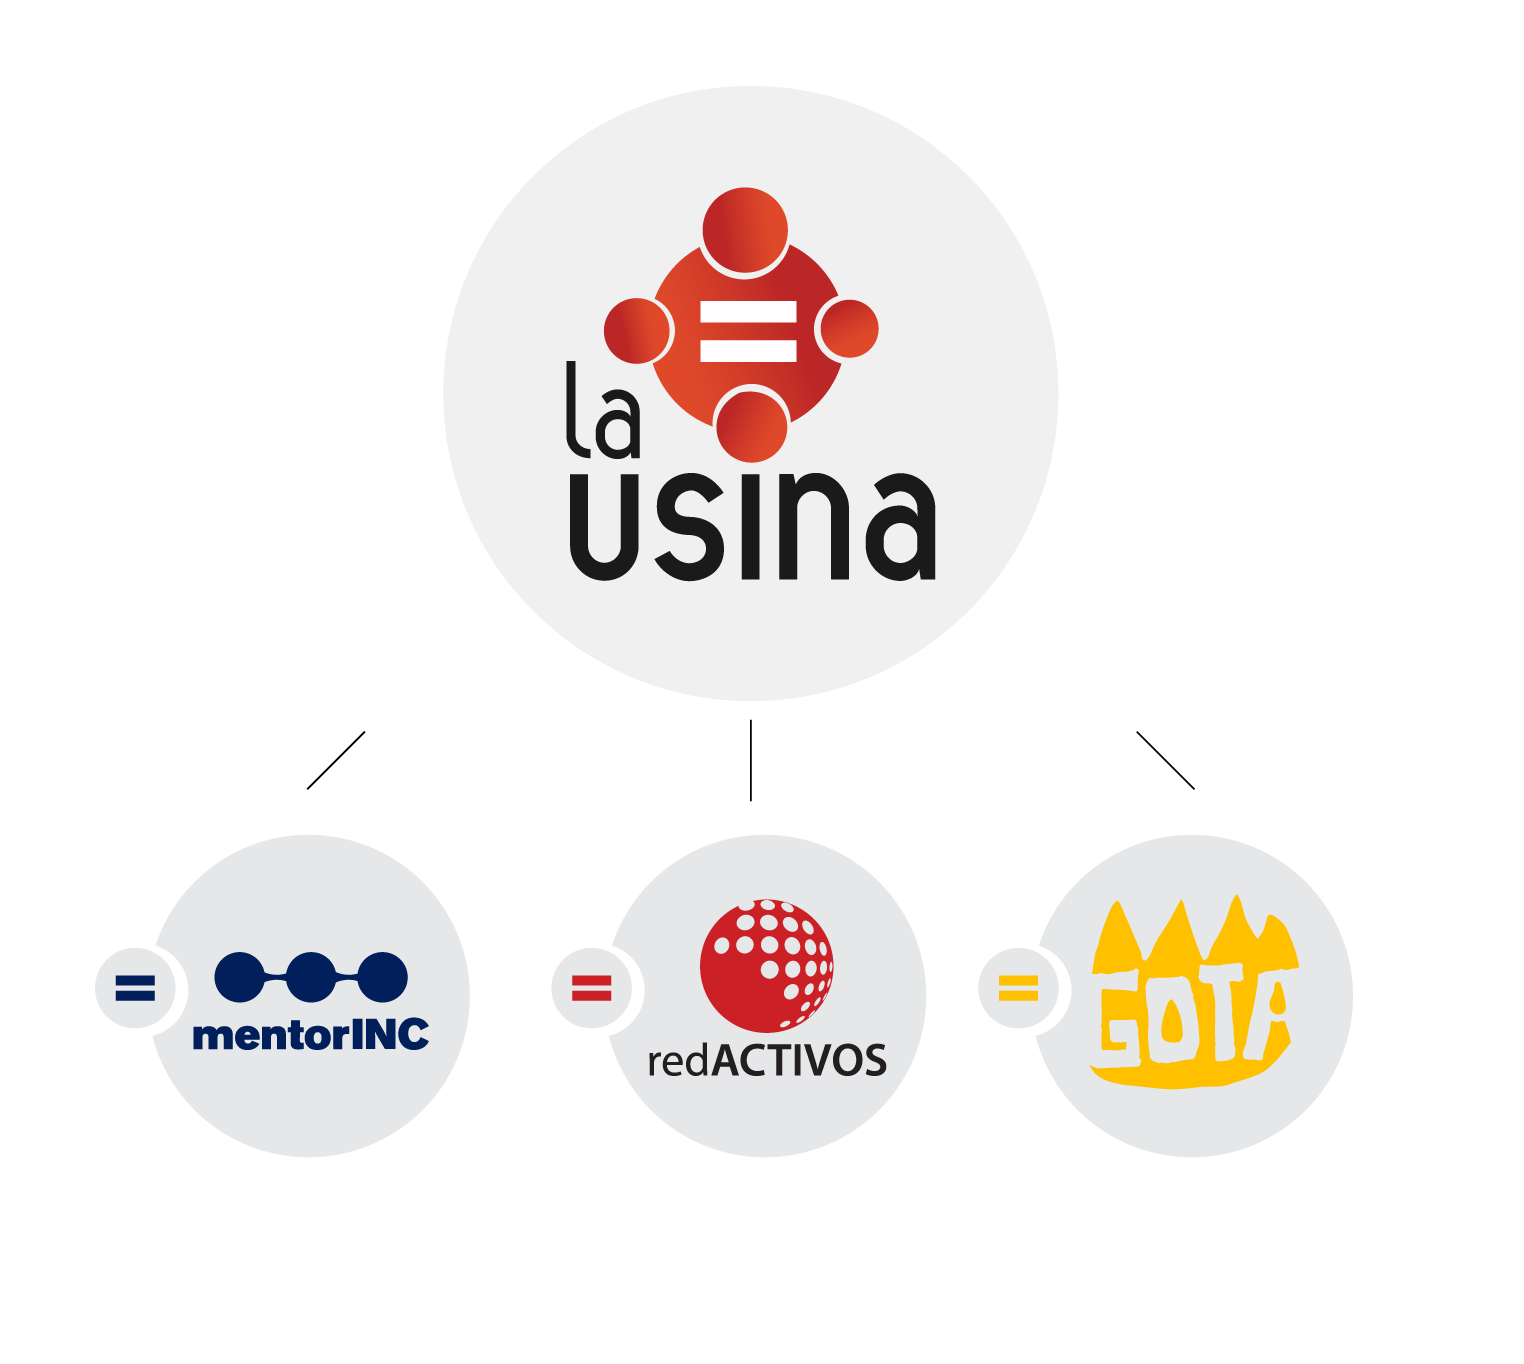 la
usina
=
mentorINC
=
redACTIVOS
=
GOTA